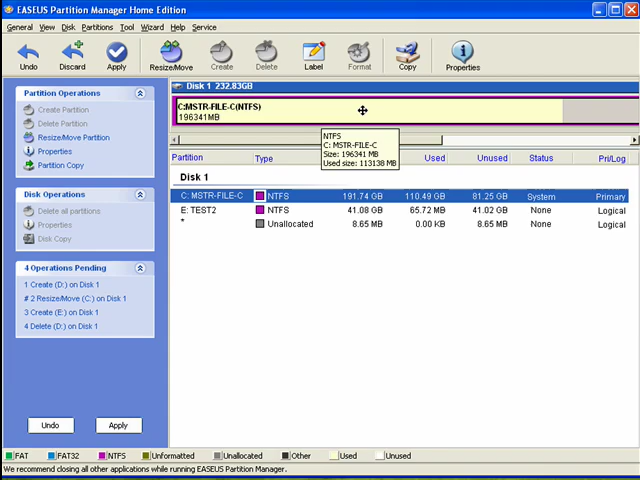 EASEUS Partition Manager Home Edition
General View Disk Partitions Tool Wizard Help Service
Undo Discard Apply Resize/Move Create Delete Label Format Copy Properties
Partition Operations
Create Partition
Delete Partition
Resize/Move Partition
Properties
Partition Copy
Disk Operations
Delete all partitions
Properties
Disk Copy
4 Operations Pending
1 Create (D:) on Disk 1
# 2 Resize/Move (C:) on Disk 1
3 Create (E:) on Disk 1
4 Delete (D:) on Disk 1
Undo Apply
Disk 1 232.83GB
C:MSTR-FILE-C(NTFS)
196341MB
NTFS
C: MSTR-FILE-C
Size: 196341 MB
Used size: 113138 MB
Partition Type Used Unused Status Pri/Log
Disk 1
C: MSTR-FILE-C NTFS 191.74 GB 110.49 GB 81.25 GB System Primary
E: TEST2 NTFS 41.08 GB 65.72 MB 41.02 GB None Logical
* Unallocated 8.65 MB 0.00 KB 8.65 MB None Logical
FAT FAT32 NTFS Unformatted Unallocated Other Used Unused
We recommend closing all other applications while running EASEUS Partition Manager.